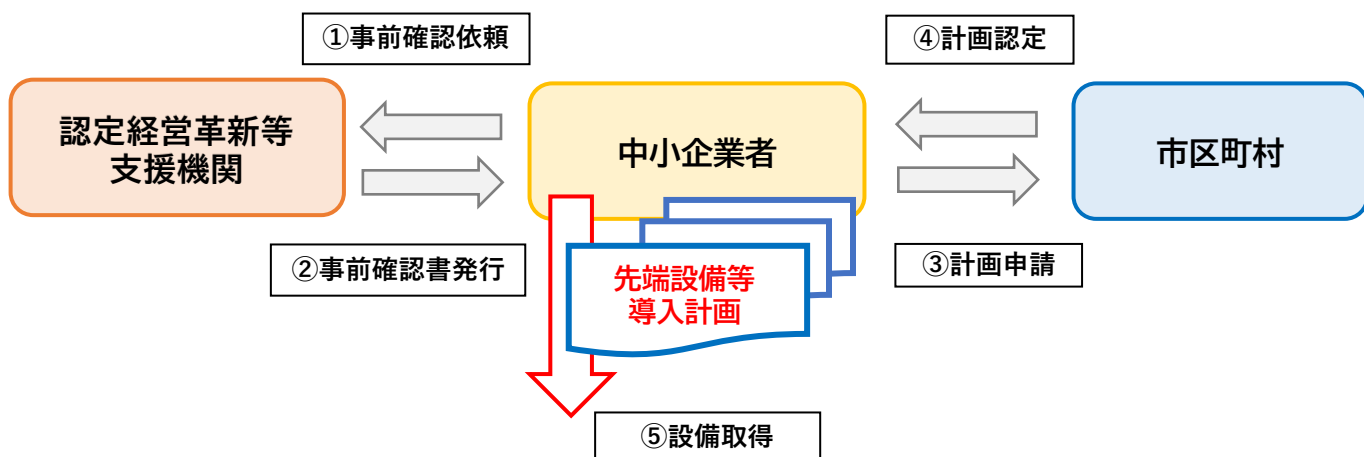 ①事前確認依頼
④計画認定
認定経営革新等
支援機関
中小企業者
市区町村
②事前確認書発行
③計画申請
先端設備等
導入計画
⑤設備取得